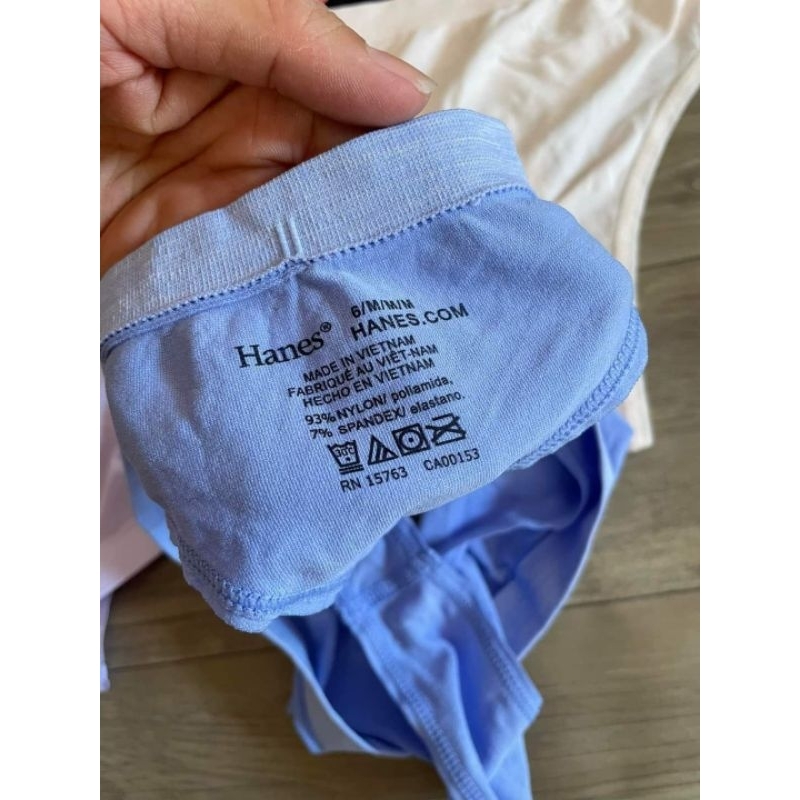 6/M/M/M
Hanes® HANES.COM
MADE IN VIETNAM
FABRIQUÉ AU VIÊT-NAM
HECHO EN VIETNAM
93% NYLON/ poliamida,
7% SPANDEX/ elastano.
30°C
RN 15763 CA00153